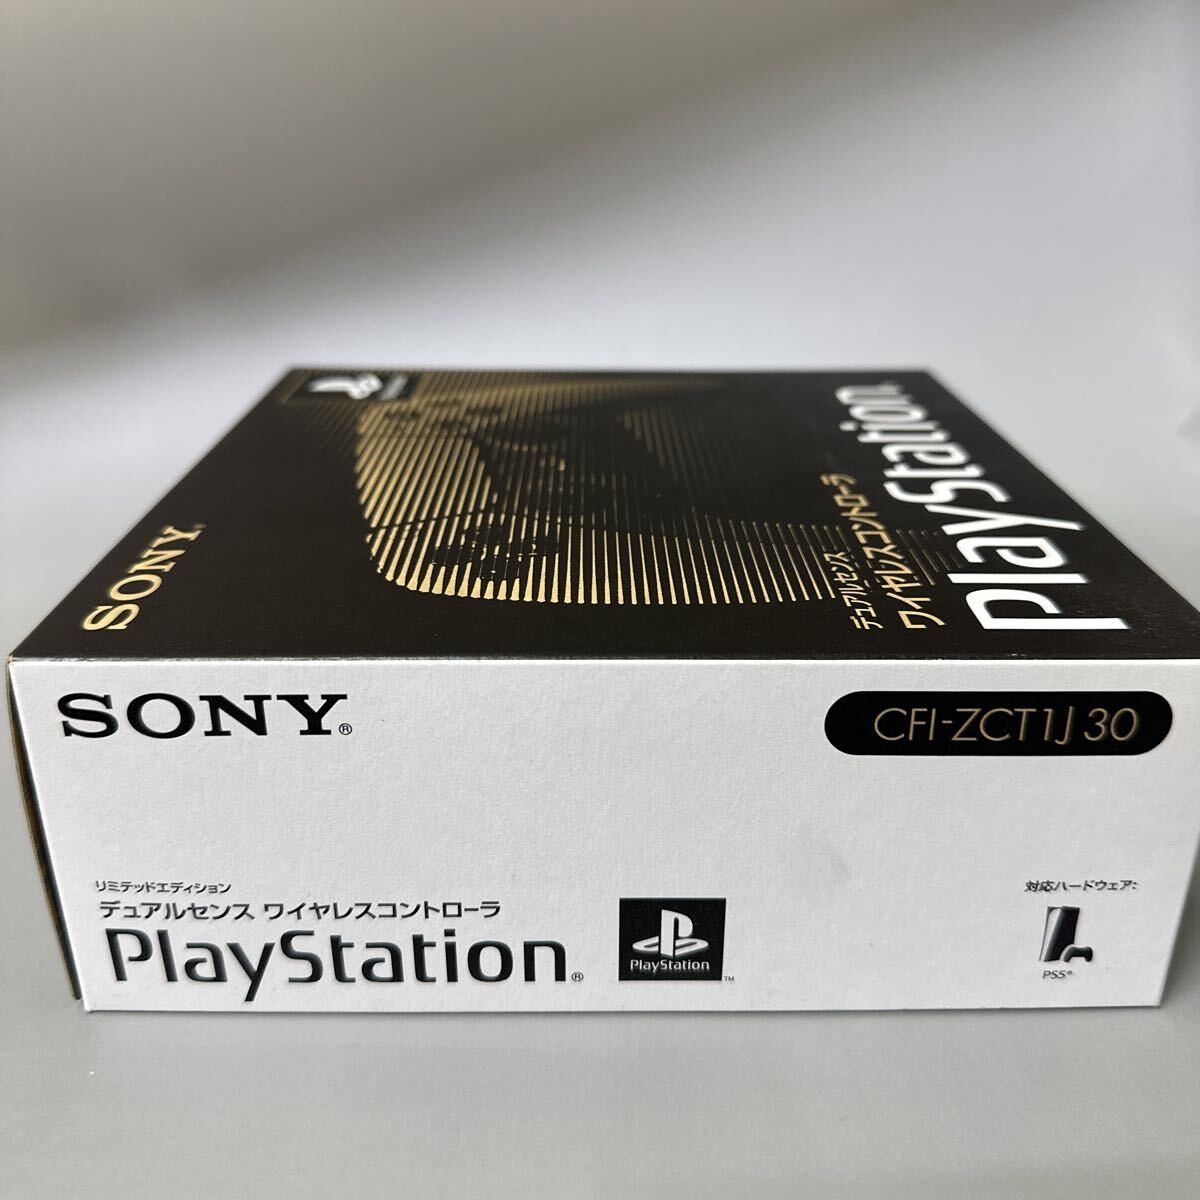 SONY®
デュアルセンス
ワイヤレスコントローラ
PlayStation®
SONY®
CFI-ZCT1J 30
リミテッドエディション
デュアルセンス ワイヤレスコントローラ
PlayStation®
PlayStation™
対応ハードウェア:
PS5®